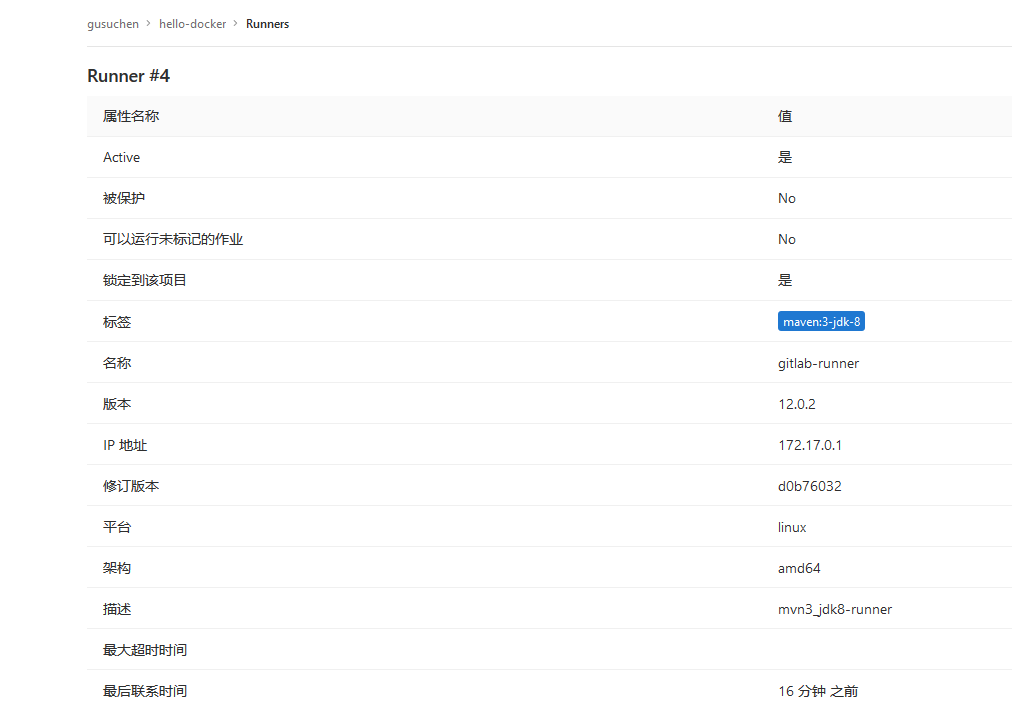 gusuchen > hello-docker > Runners
Runner #4
属性名称 值
Active 是
被保护 No
可以运行未标记的作业 No
锁定到该项目 是
标签 maven:3-jdk-8
名称 gitlab-runner
版本 12.0.2
IP 地址 172.17.0.1
修订版本 d0b76032
平台 linux
架构 amd64
描述 mvn3_jdk8-runner
最大超时时间
最后联系时间 16 分钟 之前